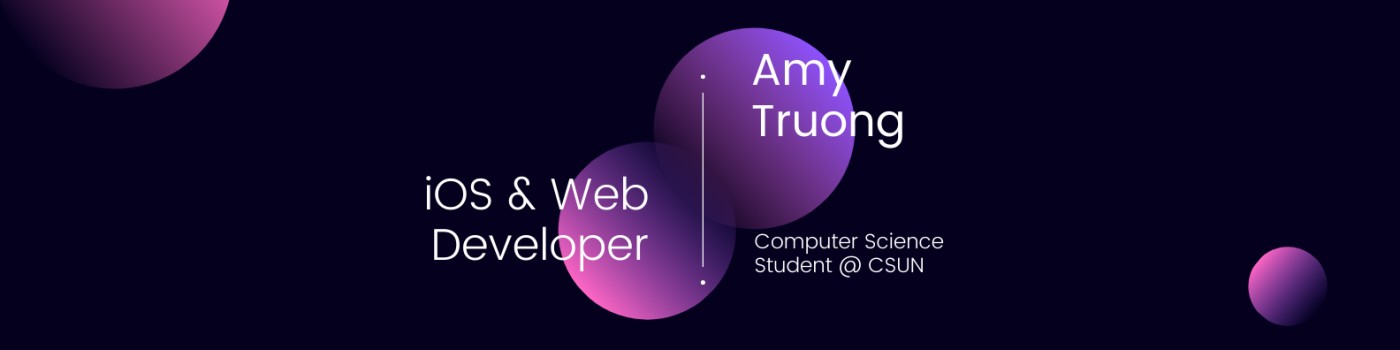 Amy
Truong
iOS & Web
Developer
Computer Science
Student @ CSUN